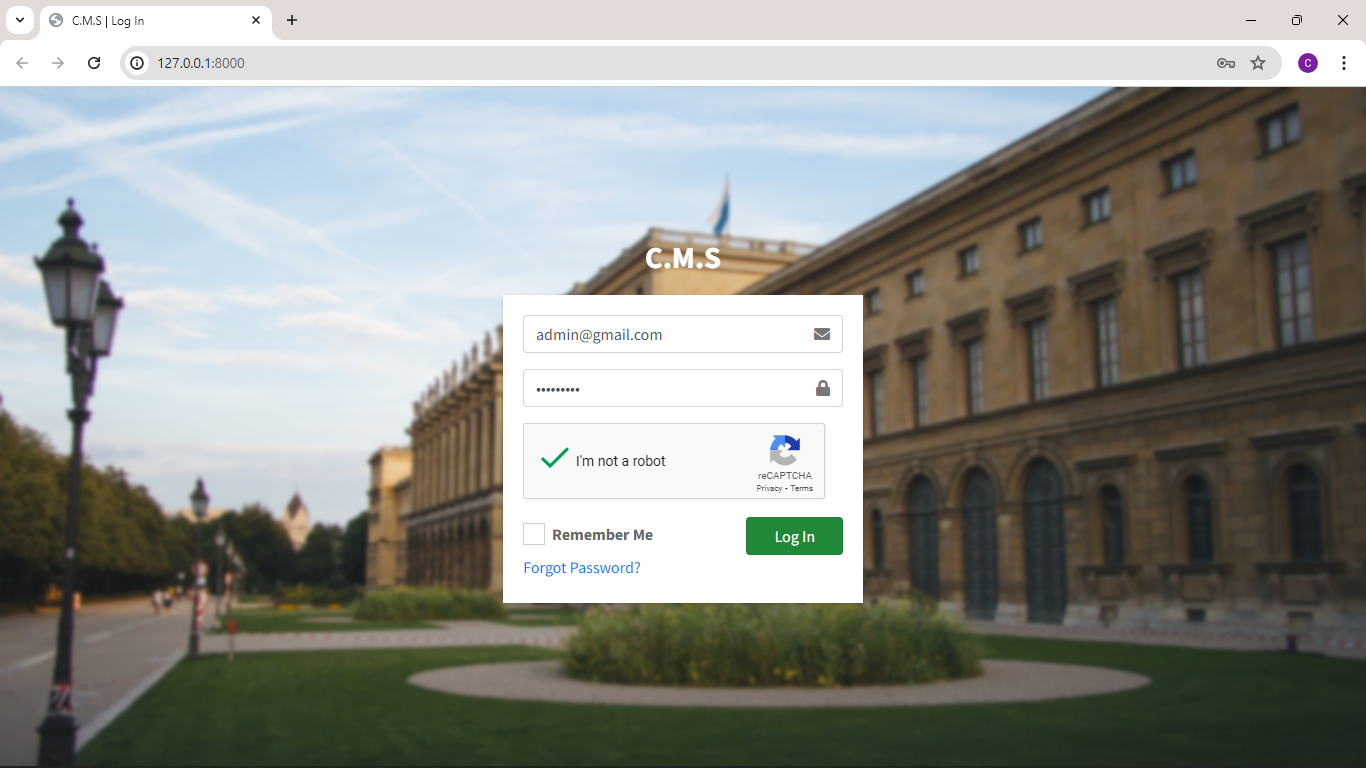 C.M.S | Log In
127.0.0.1:8000
C
C.M.S
admin@gmail.com
•••••••••
I'm not a robot
reCAPTCHA
Privacy - Terms
Remember Me
Log In
Forgot Password?